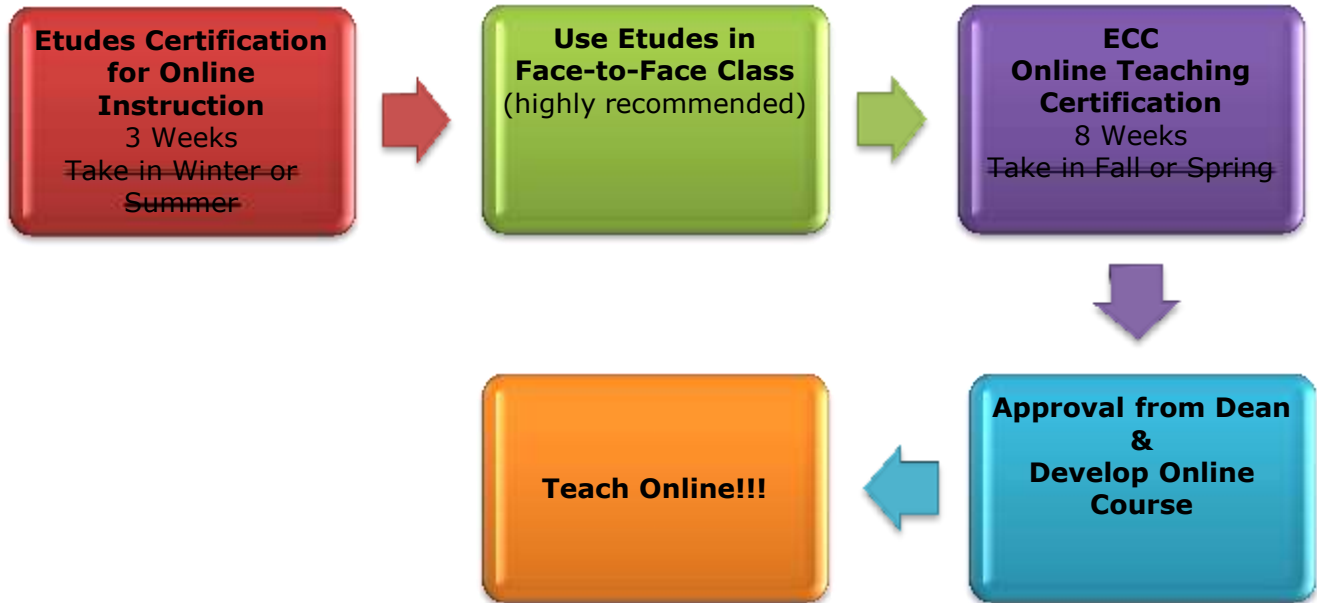 Etudes Certification
for Online
Instruction
3 Weeks
Take in Winter or
Summer
Use Etudes in
Face-to-Face Class
(highly recommended)
ECC
Online Teaching
Certification
8 Weeks
Take in Fall or Spring
Approval from Dean
&
Develop Online
Course
Teach Online!!!